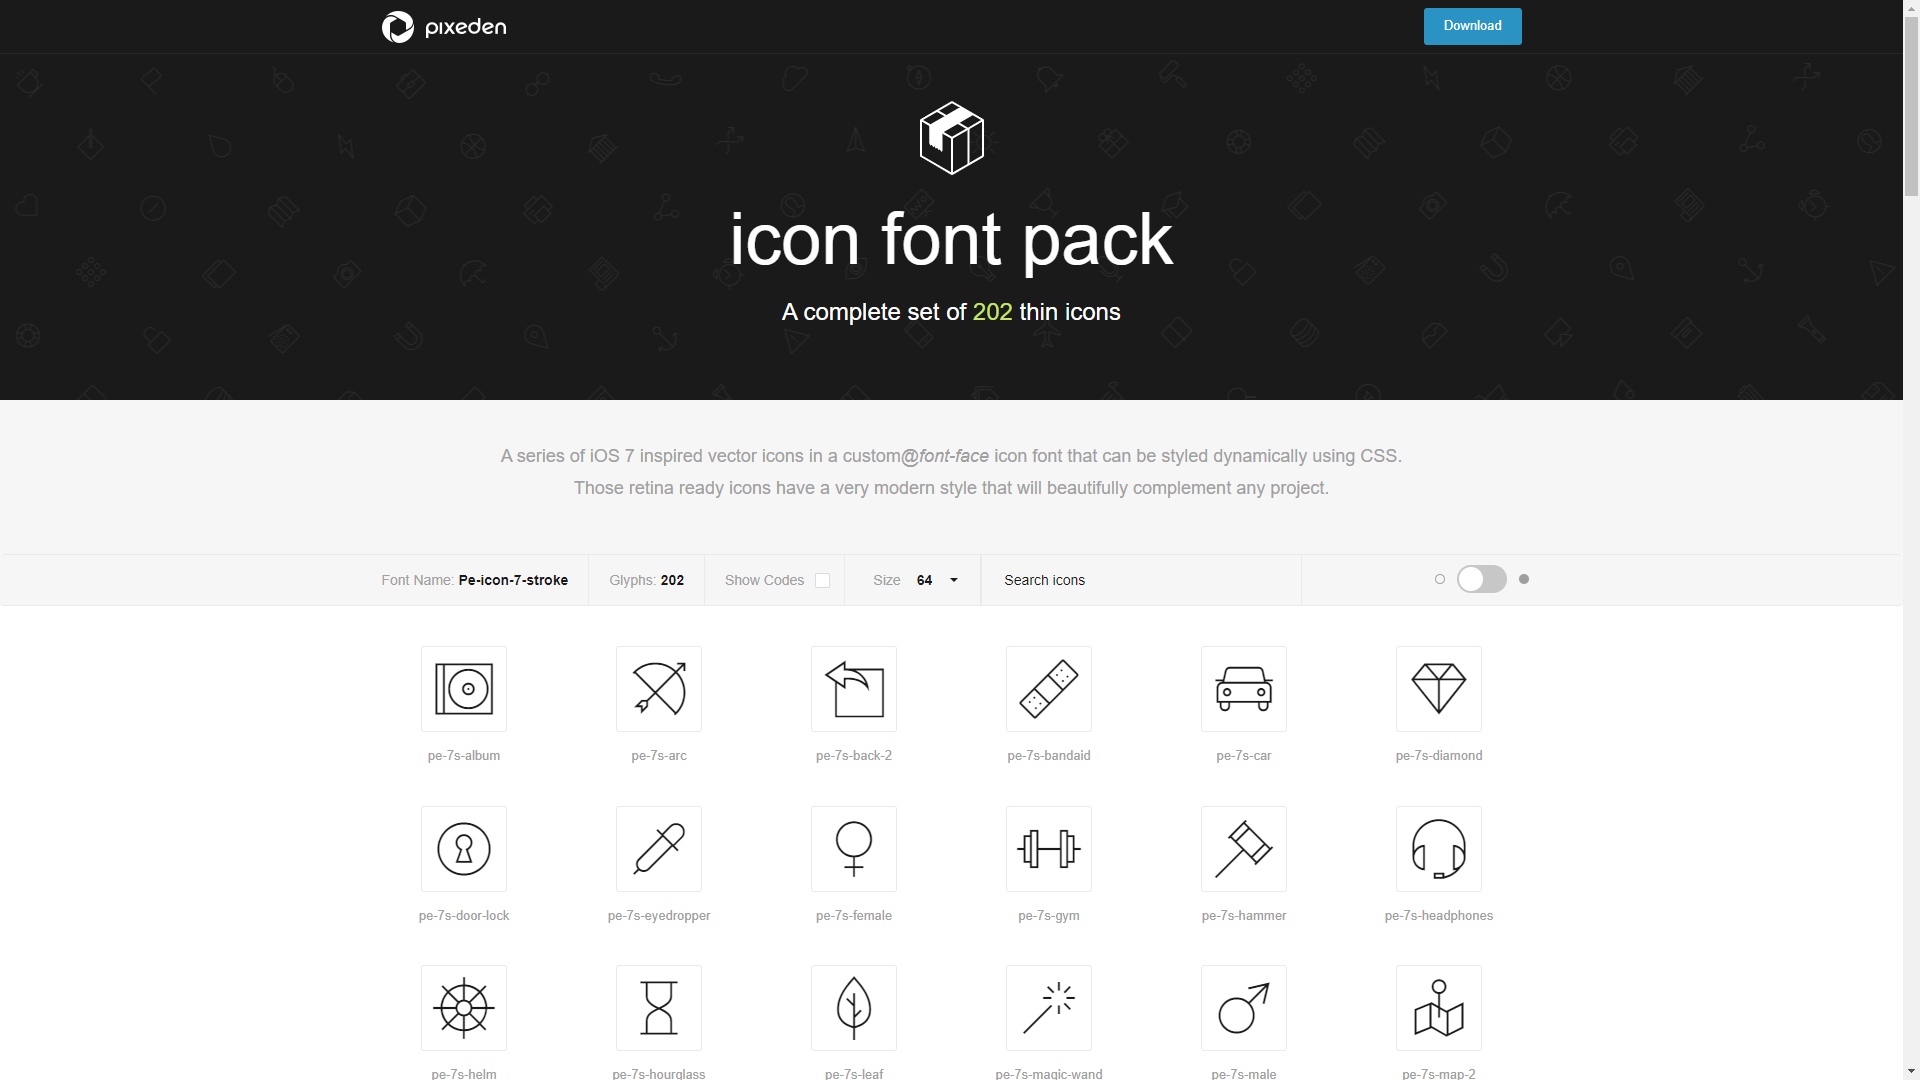 pixeden
Download
icon font pack
A complete set of 202 thin icons
A series of iOS 7 inspired vector icons in a custom@font-face icon font that can be styled dynamically using CSS.
Those retina ready icons have a very modern style that will beautifully complement any project.
Font Name: Pe-icon-7-stroke Glyphs: 202 Show Codes Size 64 Search icons
pe-7s-album pe-7s-arc pe-7s-back-2 pe-7s-bandaid pe-7s-car pe-7s-diamond
pe-7s-door-lock pe-7s-eyedropper pe-7s-female pe-7s-gym pe-7s-hammer pe-7s-headphones
pe-7s-helm pe-7s-hourglass pe-7s-leaf pe-7s-magic-wand pe-7s-male pe-7s-map-2